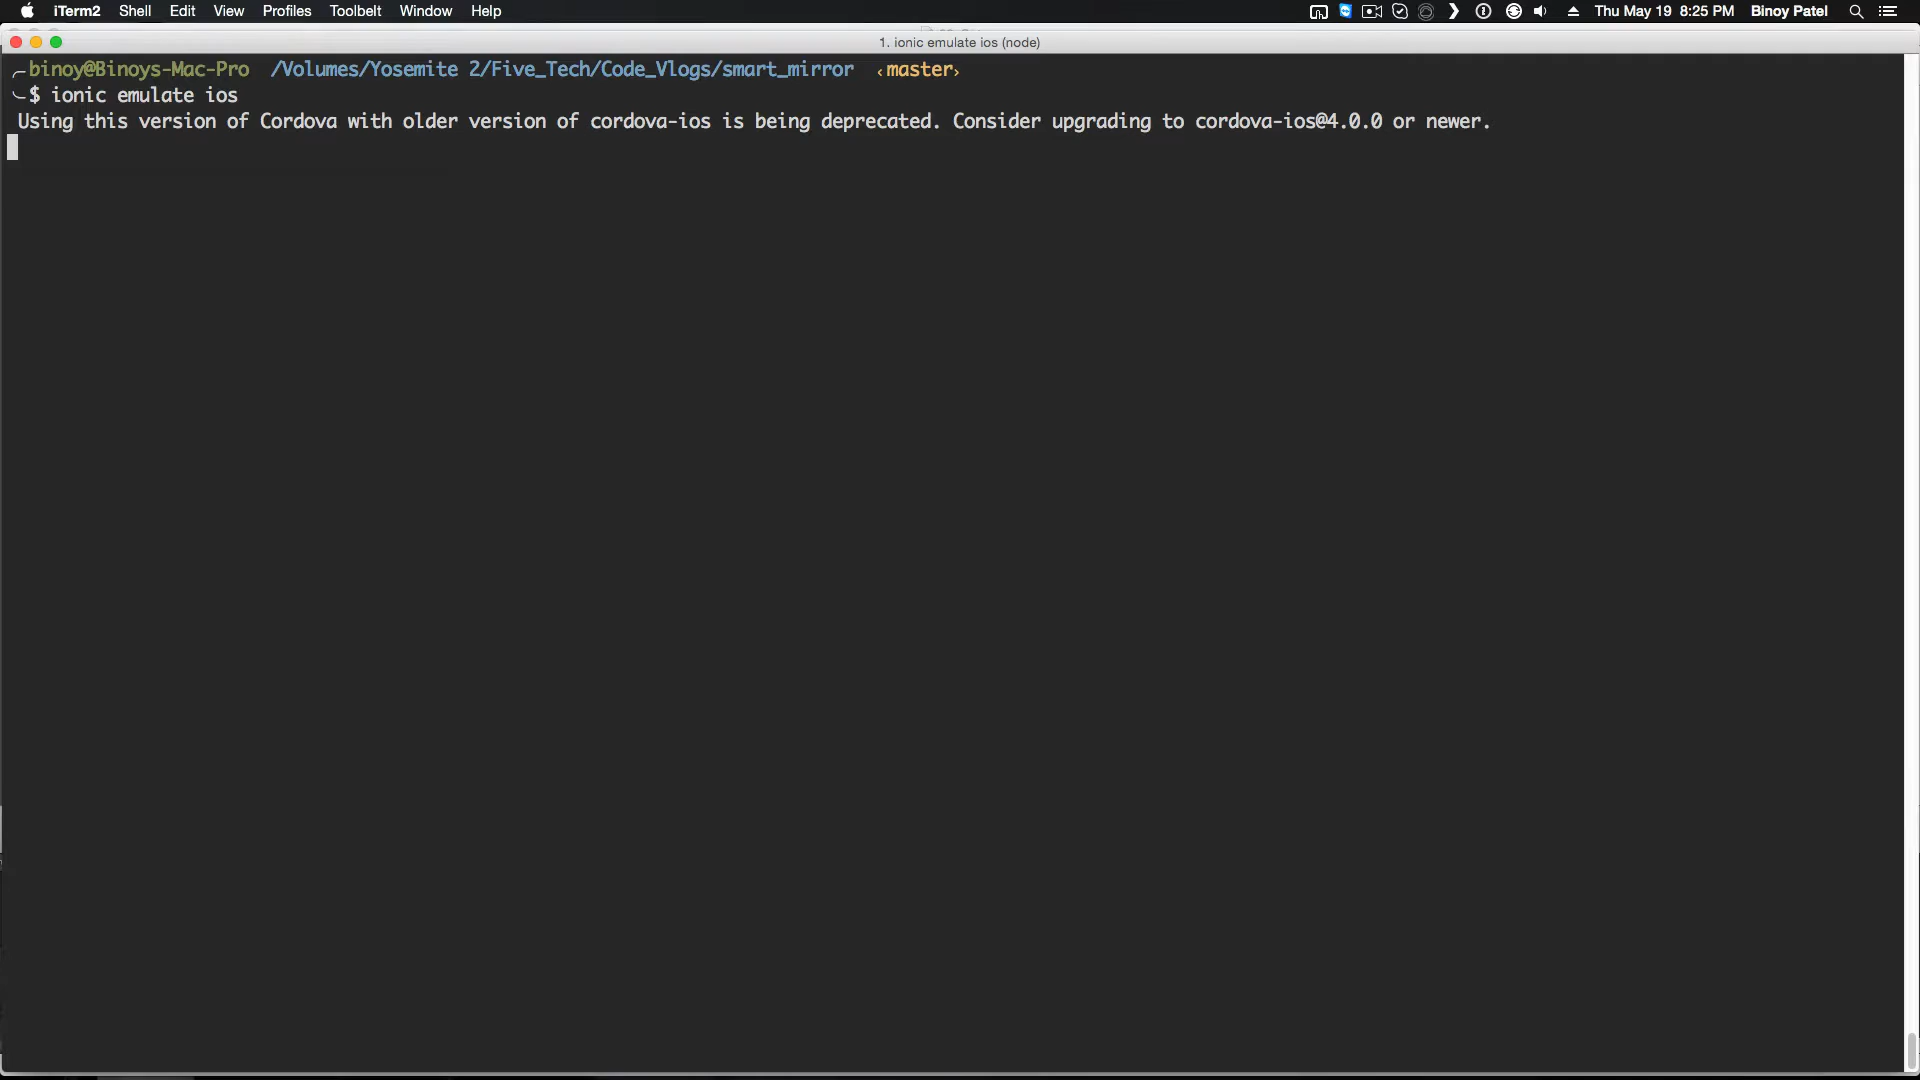 iTerm2 Shell Edit View Profiles Toolbelt Window Help Thu May 19 8:25 PM Binoy Patel
1. ionic emulate ios (node)
binoy@Binoys-Mac-Pro /Volumes/Yosemite 2/Five_Tech/Code_Vlogs/smart_mirror ‹master›
$ ionic emulate ios
Using this version of Cordova with older version of cordova-ios is being deprecated. Consider upgrading to cordova-ios@4.0.0 or newer.